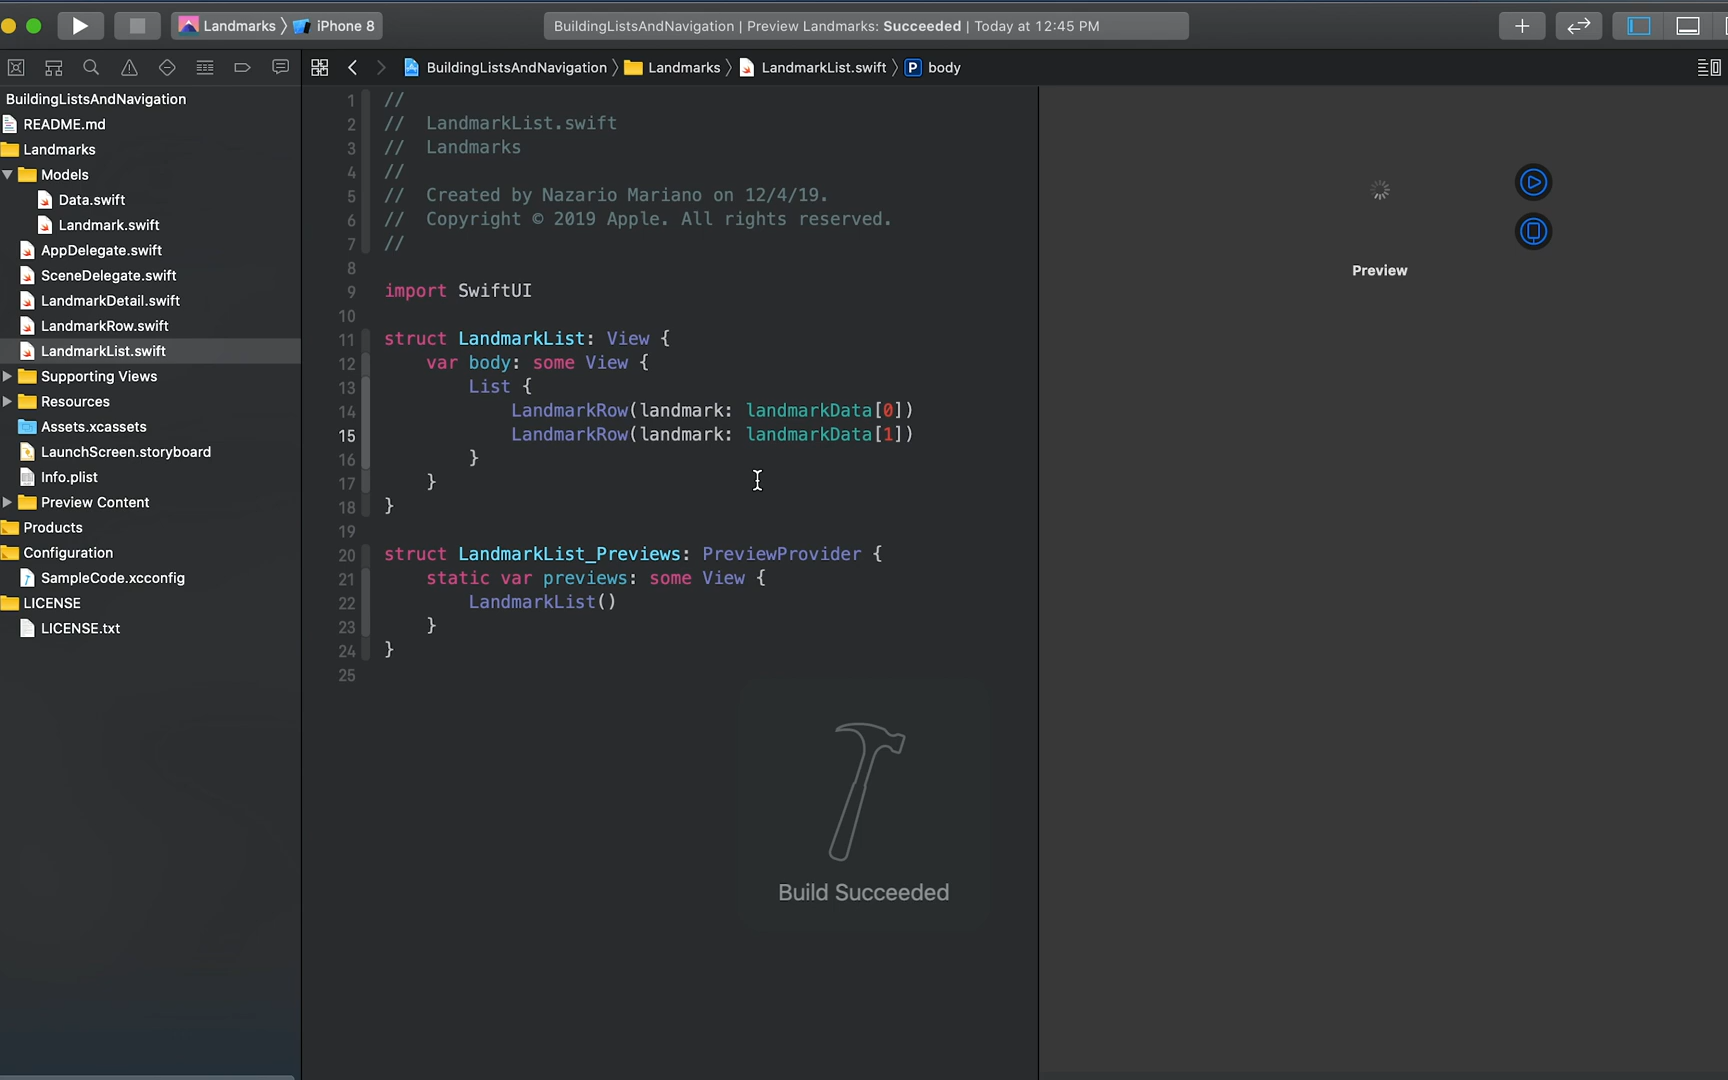 Landmarks 〉 iPhone 8
BuildingListsAndNavigation | Preview Landmarks: Succeeded | Today at 12:45 PM
BuildingListsAndNavigation 〉 Landmarks 〉 LandmarkList.swift 〉 P body
BuildingListsAndNavigation
README.md
Landmarks
Models
Data.swift
Landmark.swift
AppDelegate.swift
SceneDelegate.swift
LandmarkDetail.swift
LandmarkRow.swift
LandmarkList.swift
Supporting Views
Resources
Assets.xcassets
LaunchScreen.storyboard
Info.plist
Preview Content
Products
Configuration
SampleCode.xcconfig
LICENSE
LICENSE.txt
1 //
2 //  LandmarkList.swift
3 //  Landmarks
4 //
5 //  Created by Nazario Mariano on 12/4/19.
6 //  Copyright © 2019 Apple. All rights reserved.
7 //
8
9 import SwiftUI
10
11 struct LandmarkList: View {
12     var body: some View {
13         List {
14             LandmarkRow(landmark: landmarkData[0])
15             LandmarkRow(landmark: landmarkData[1])
16         }
17     }
18 }
19
20 struct LandmarkList_Previews: PreviewProvider {
21     static var previews: some View {
22         LandmarkList()
23     }
24 }
25
Preview
Build Succeeded